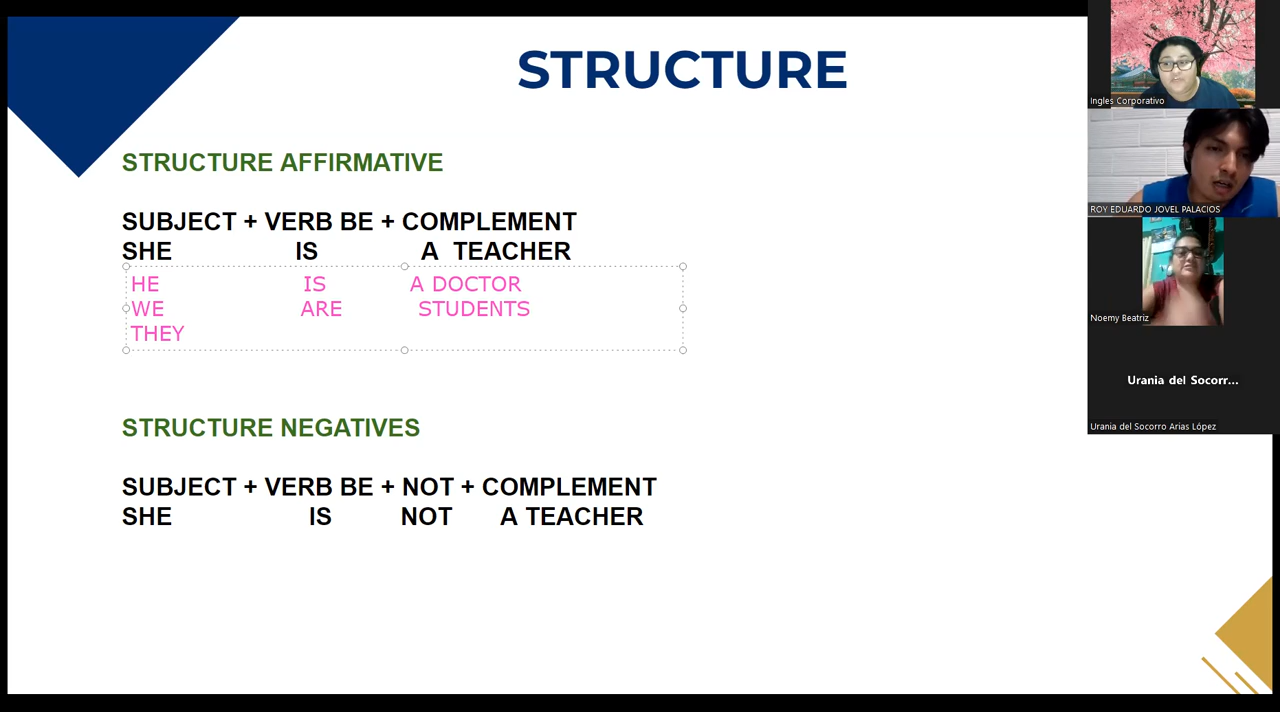 STRUCTURE
STRUCTURE AFFIRMATIVE
SUBJECT + VERB BE + COMPLEMENT
SHE IS A TEACHER
HE IS A DOCTOR
WE ARE STUDENTS
THEY
STRUCTURE NEGATIVES
SUBJECT + VERB BE + NOT + COMPLEMENT
SHE IS NOT A TEACHER
Ingles Corporativo
ROY EDUARDO JOVEL PALACIOS
Noemy Beatriz
Urania del Socorr...
Urania del Socorro Arias López